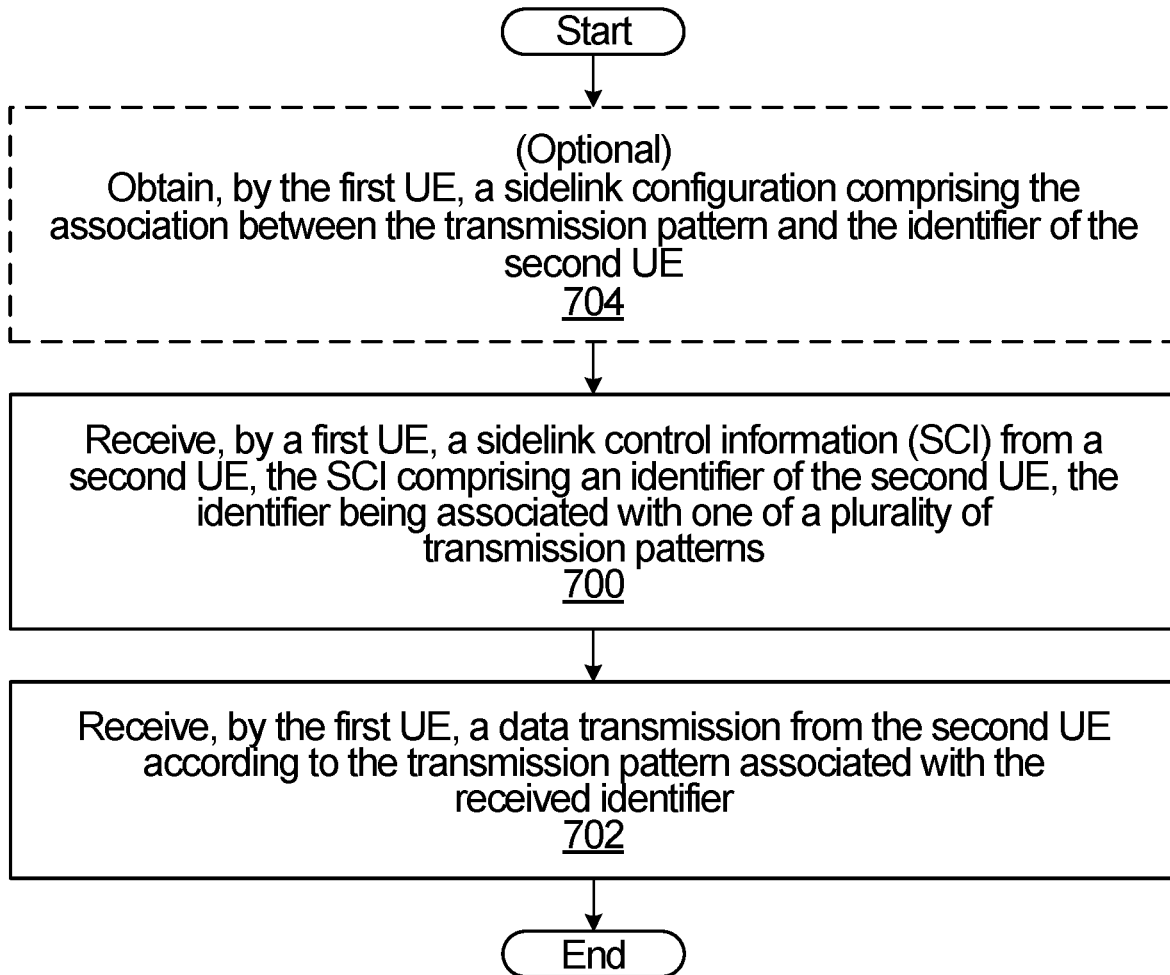 Start
(Optional)
Obtain, by the first UE, a sidelink configuration comprising the
association between the transmission pattern and the identifier of the
second UE
704
Receive, by a first UE, a sidelink control information (SCI) from a
second UE, the SCI comprising an identifier of the second UE, the
identifier being associated with one of a plurality of
transmission patterns
700
Receive, by the first UE, a data transmission from the second UE
according to the transmission pattern associated with the
received identifier
702
End